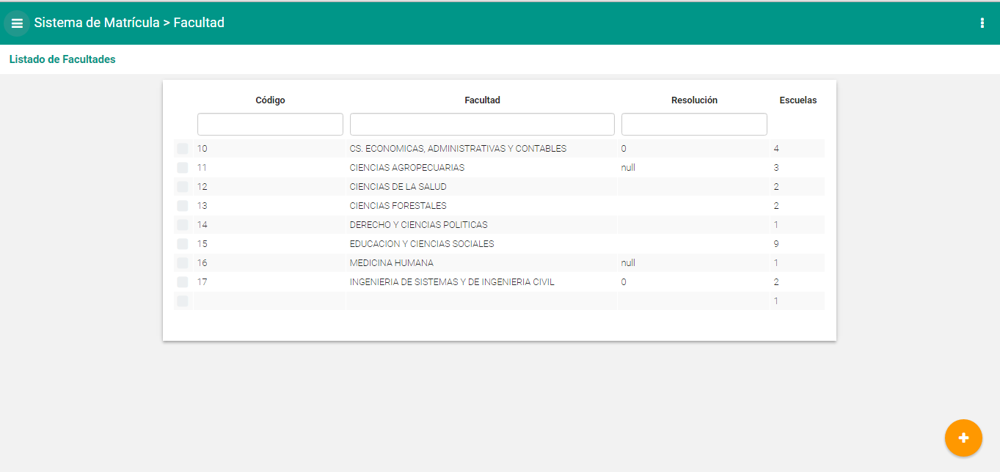 Sistema de Matrícula > Facultad
Listado de Facultades
Código Facultad Resolución Escuelas
10 CS. ECONOMICAS, ADMINISTRATIVAS Y CONTABLES 0 4
11 CIENCIAS AGROPECUARIAS null 3
12 CIENCIAS DE LA SALUD 2
13 CIENCIAS FORESTALES 2
14 DERECHO Y CIENCIAS POLITICAS 1
15 EDUCACION Y CIENCIAS SOCIALES 9
16 MEDICINA HUMANA null 1
17 INGENIERIA DE SISTEMAS Y DE INGENIERIA CIVIL 0 2
1